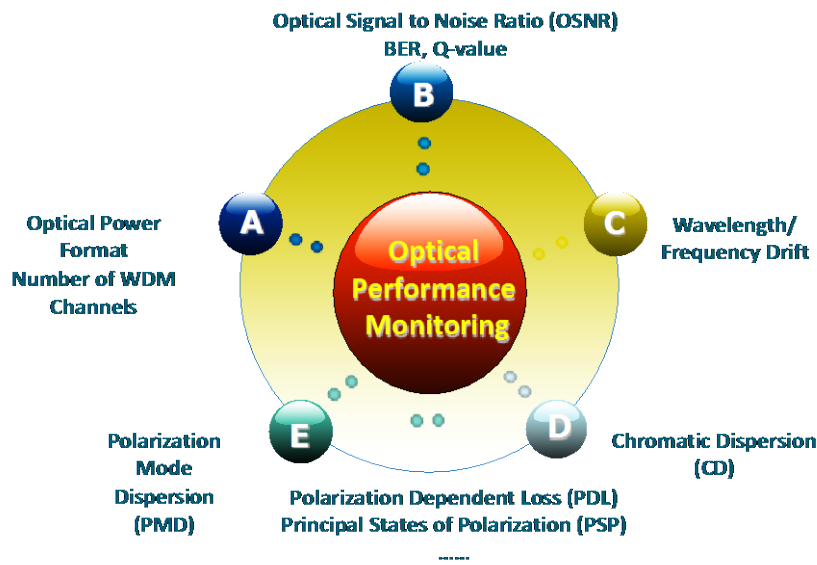 Optical Signal to Noise Ratio (OSNR)
BER, Q-value
B
A
Optical Power
Format
Number of WDM
Channels
C
Wavelength/
Frequency Drift
Optical
Performance
Monitoring
E
Polarization
Mode
Dispersion
(PMD)
D
Chromatic Dispersion
(CD)
Polarization Dependent Loss (PDL)
Principal States of Polarization (PSP)
......